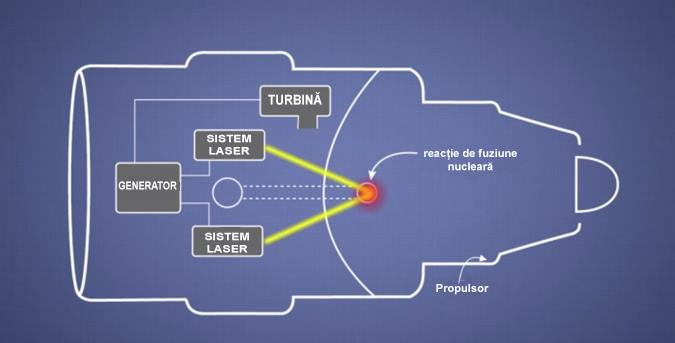 TURBINĂ
SISTEM
LASER
reacție de fuziune
nucleară
GENERATOR
SISTEM
LASER
Propulsor